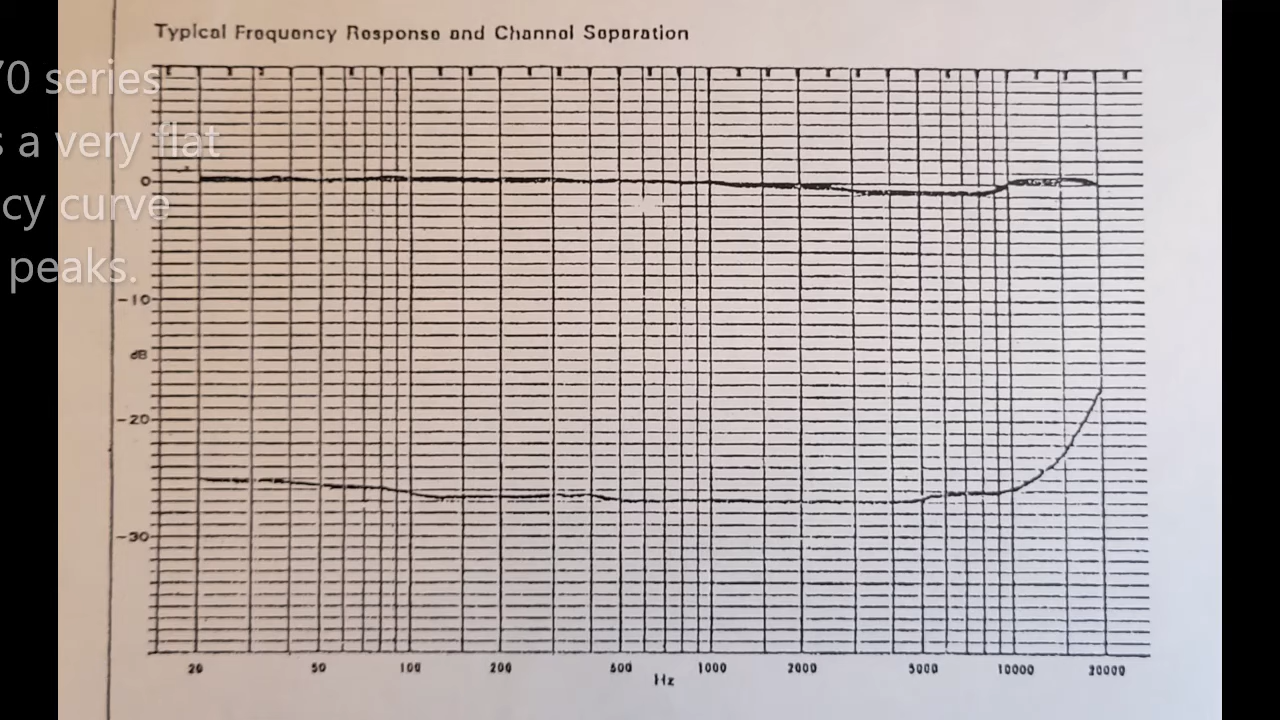 Typical Frequency Response and Channel Separation
70 series
s a very flat
cy curve
peaks.
0
-10
dB
-20
-30
20 50 100 200 500 1000 2000 5000 10000 20000
Hz